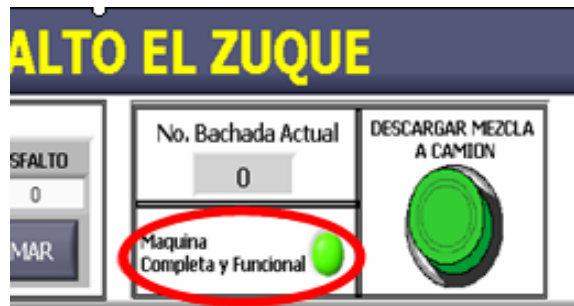 ALTO EL ZUQUE
No. Bachada Actual
0
DESCARGAR MEZCLA
A CAMION
SFALTO
0
MAR
Maquina
Completa y Funcional